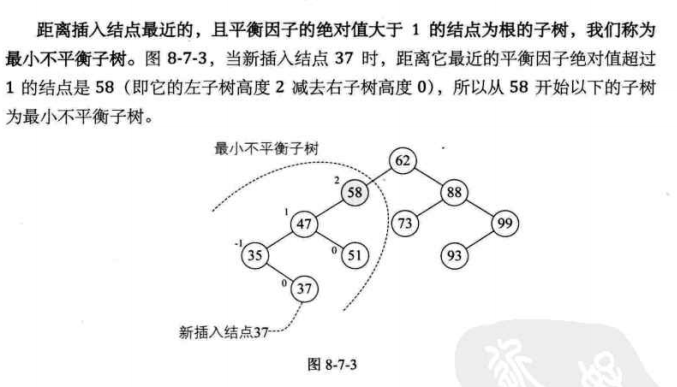 距离插入结点最近的，且平衡因子的绝对值大于 1 的结点为根的子树，我们称为
最小不平衡子树。图 8-7-3，当新插入结点 37 时，距离它最近的平衡因子绝对值超过
1 的结点是 58（即它的左子树高度 2 减去右子树高度 0），所以从 58 开始以下的子树
为最小不平衡子树。
最小不平衡子树
62
2
58
88
1
47
73
99
-1
35
0
51
93
0
37
新插入结点37
图 8-7-3